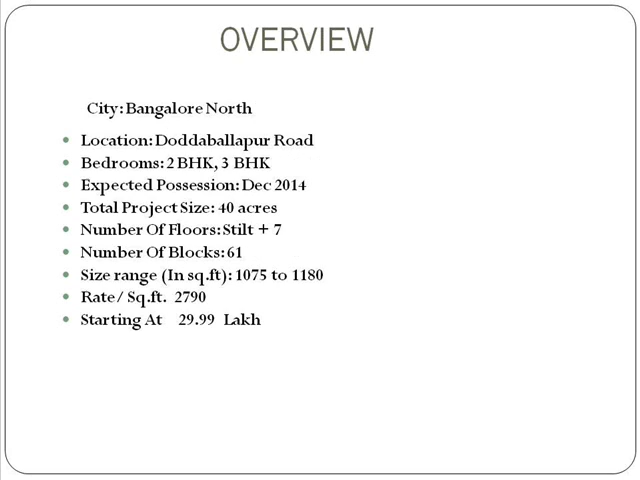 OVERVIEW
City: Bangalore North
Location: Doddaballapur Road
Bedrooms: 2 BHK, 3 BHK
Expected Possession: Dec 2014
Total Project Size: 40 acres
Number Of Floors: Stilt + 7
Number Of Blocks: 61
Size range (In sq.ft): 1075 to 1180
Rate/ Sq.ft. 2790
Starting At 29.99 Lakh